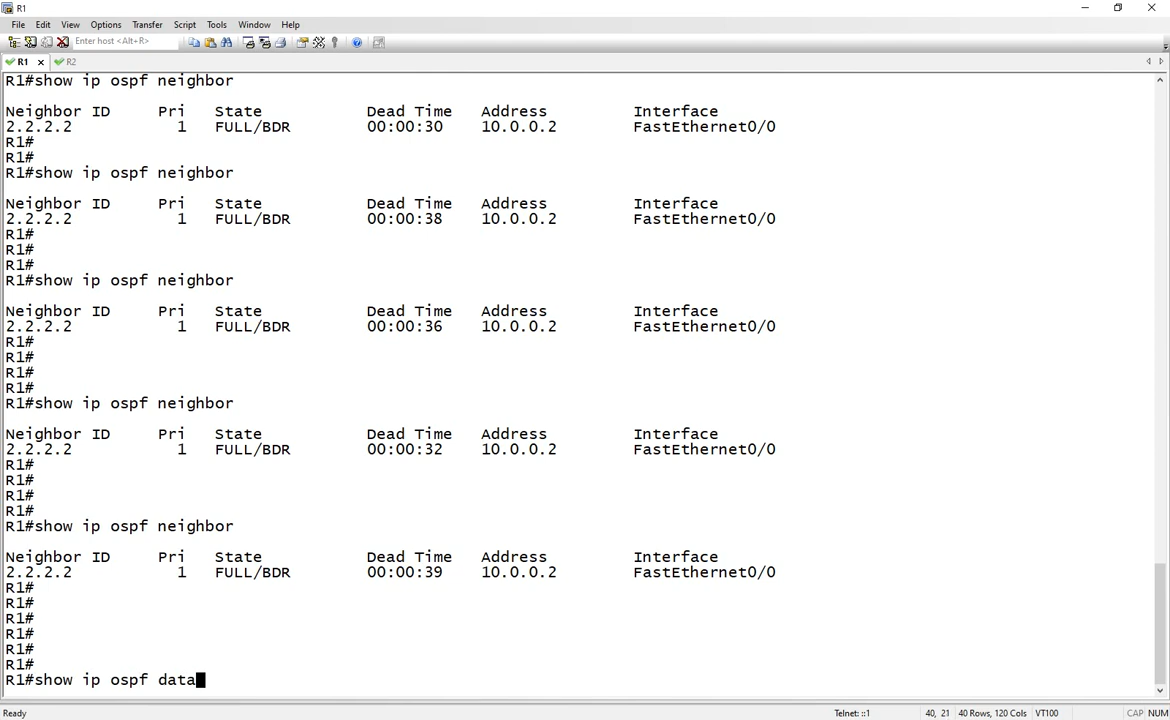 R1
File Edit View Options Transfer Script Tools Window Help
Enter host <Alt+R>
R1 R2
R1#show ip ospf neighbor
Neighbor ID Pri State Dead Time Address Interface
2.2.2.2 1 FULL/BDR 00:00:30 10.0.0.2 FastEthernet0/0
R1#
R1#
R1#show ip ospf neighbor
Neighbor ID Pri State Dead Time Address Interface
2.2.2.2 1 FULL/BDR 00:00:38 10.0.0.2 FastEthernet0/0
R1#
R1#
R1#
R1#show ip ospf neighbor
Neighbor ID Pri State Dead Time Address Interface
2.2.2.2 1 FULL/BDR 00:00:36 10.0.0.2 FastEthernet0/0
R1#
R1#
R1#
R1#
R1#show ip ospf neighbor
Neighbor ID Pri State Dead Time Address Interface
2.2.2.2 1 FULL/BDR 00:00:32 10.0.0.2 FastEthernet0/0
R1#
R1#
R1#
R1#
R1#show ip ospf neighbor
Neighbor ID Pri State Dead Time Address Interface
2.2.2.2 1 FULL/BDR 00:00:39 10.0.0.2 FastEthernet0/0
R1#
R1#
R1#
R1#
R1#
R1#
R1#show ip ospf data
Ready Telnet: ::1 40, 21 40 Rows, 120 Cols VT100 CAP NUM